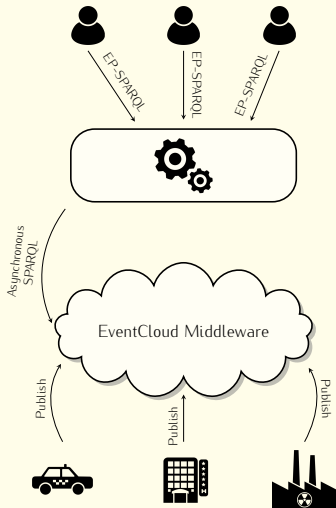 EP-SPARQL
EP-SPARQL
EP-SPARQL
Asynchronous
SPARQL
EventCloud Middleware
Publish
Publish
Publish